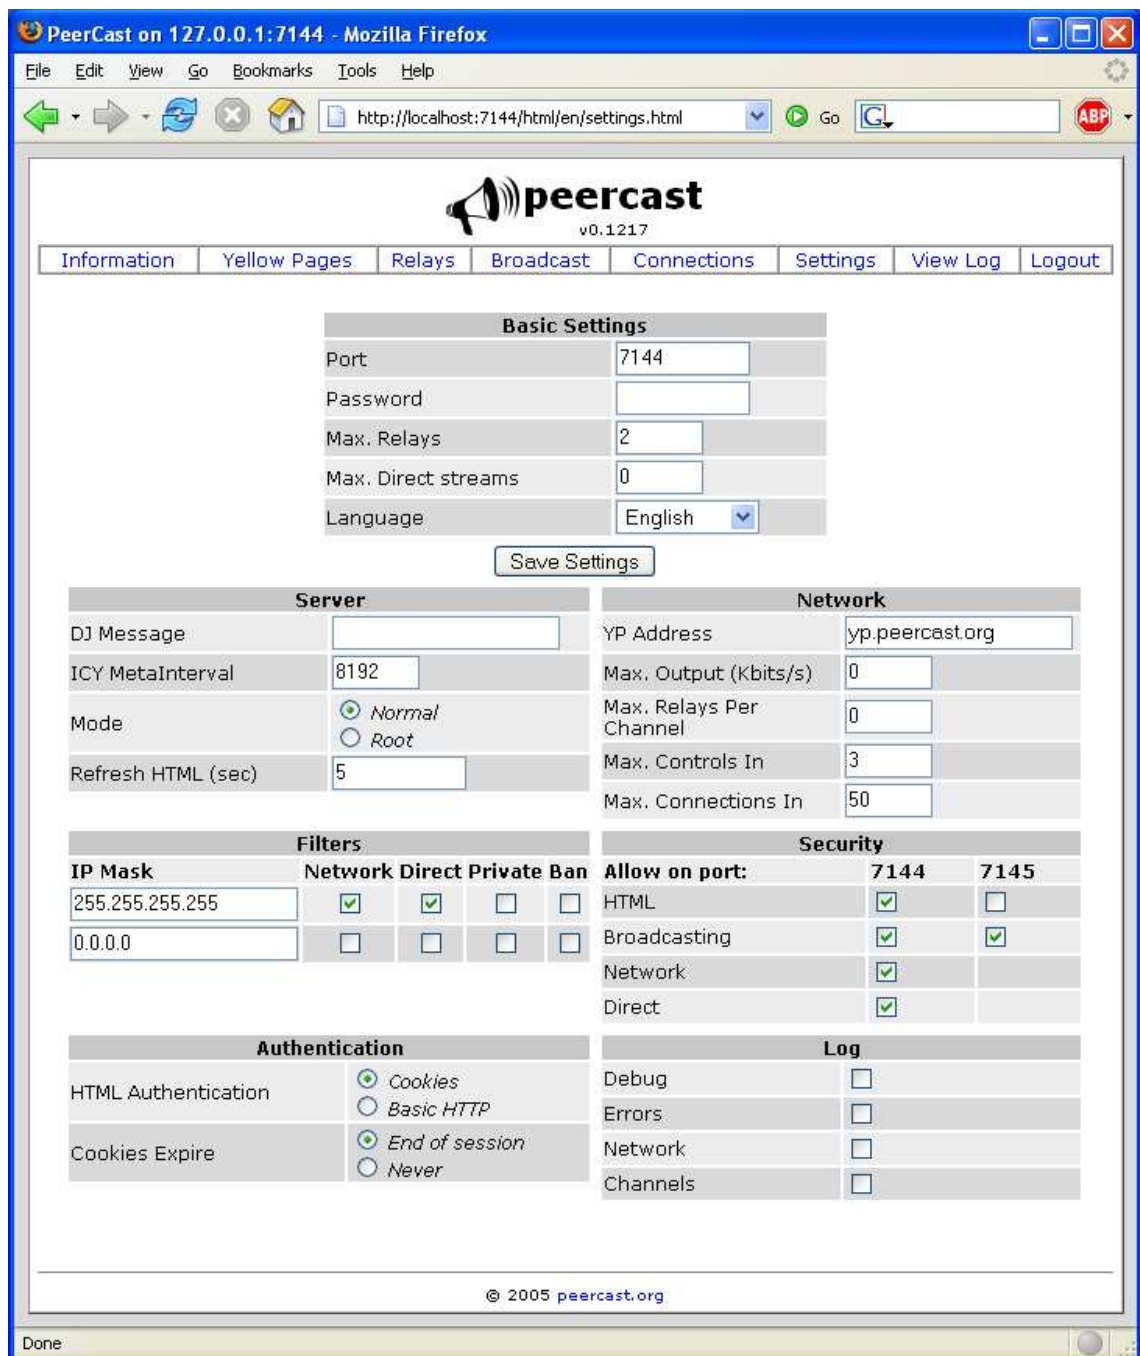 PeerCast on 127.0.0.1:7144 - Mozilla Firefox
File Edit View Go Bookmarks Tools Help
http://localhost:7144/html/en/settings.html Go G ABP
peercast
v0.1217
Information Yellow Pages Relays Broadcast Connections Settings View Log Logout
Basic Settings
Port 7144
Password
Max. Relays 2
Max. Direct streams 0
Language English
Save Settings
Server
DJ Message
ICY MetaInterval 8192
Mode Normal
Root
Refresh HTML (sec) 5
Network
YP Address yp.peercast.org
Max. Output (Kbits/s) 0
Max. Relays Per
Channel 0
Max. Controls In 3
Max. Connections In 50
Filters
IP Mask Network Direct Private Ban
255.255.255.255
0.0.0.0
Security
Allow on port: 7144 7145
HTML
Broadcasting
Network
Direct
Authentication
HTML Authentication Cookies
Basic HTTP
Cookies Expire End of session
Never
Log
Debug
Errors
Network
Channels
© 2005 peercast.org
Done